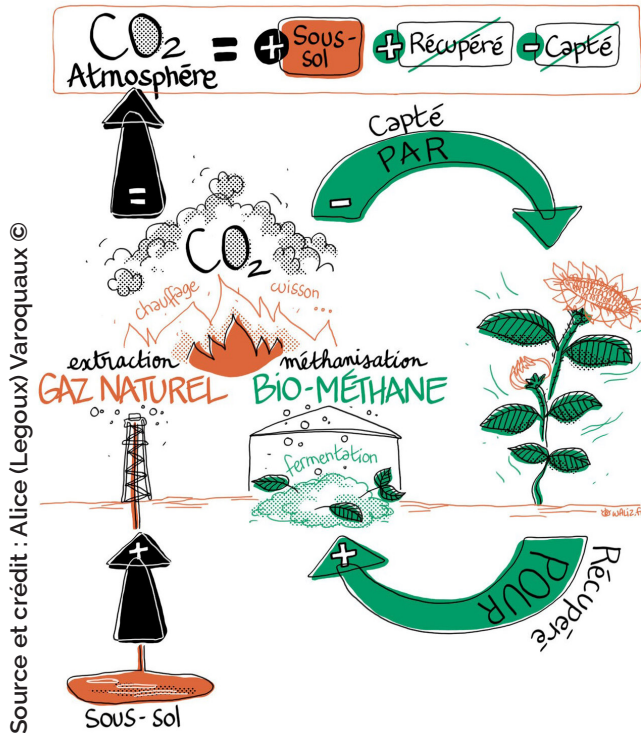 CO2 Atmosphére = + Sous-sol + Récupéré - Capté
Capté
PAR
-
=
CO2
chauffage cuisson ...
extraction méthanisation
GAZ NATUREL BIO-MÉTHANE
fermentation
+
+
POUR
Récupéré
Sous-sol
Source et crédit : Alice (Legoux) Varoquaux ©